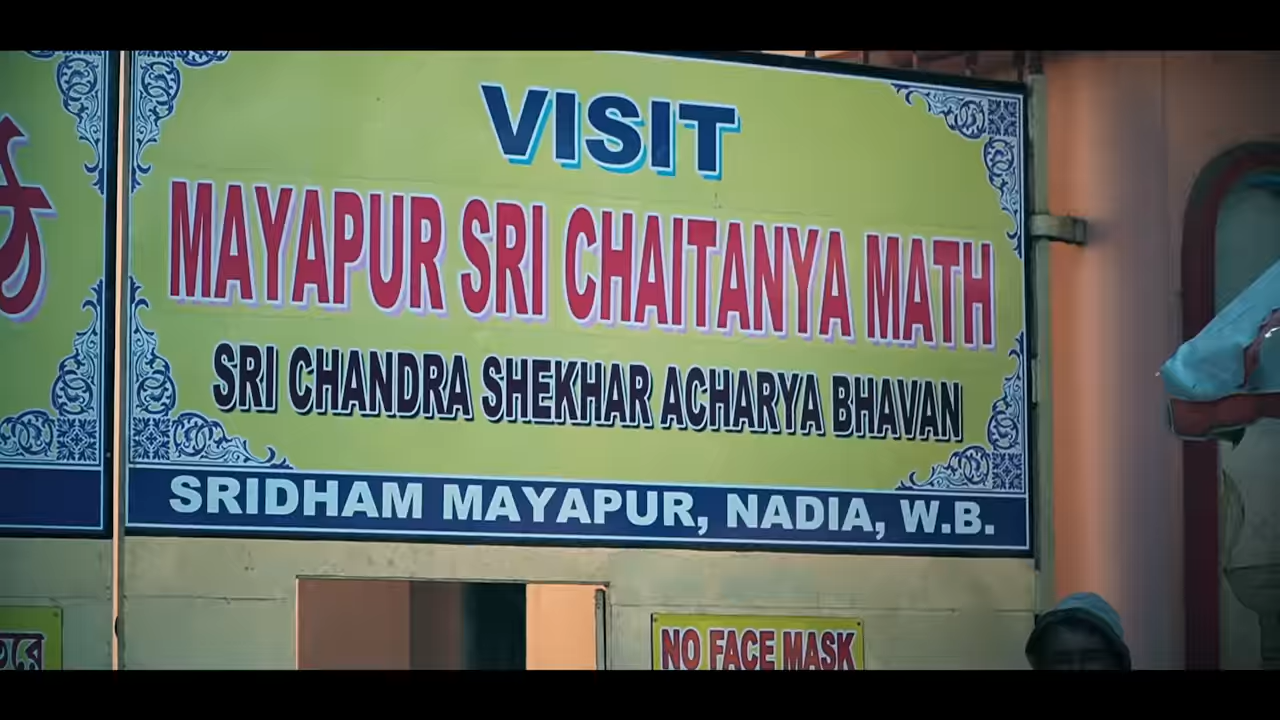 VISIT
MAYAPUR SRI CHAITANYA MATH
SRI CHANDRA SHEKHAR ACHARYA BHAVAN
SRIDHAM MAYAPUR, NADIA, W.B.
NO FACE MASK